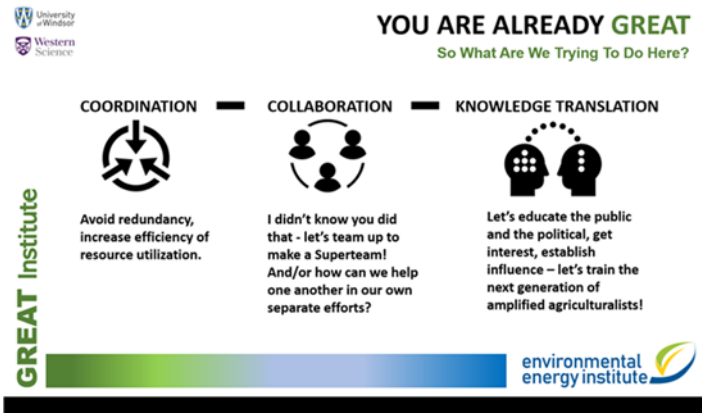 University
of Windsor
Western
Science
YOU ARE ALREADY GREAT
So What Are We Trying To Do Here?
COORDINATION
Avoid redundancy,
increase efficiency of
resource utilization.
COLLABORATION
I didn't know you did
that - let's team up to
make a Superteam!
And/or how can we help
one another in our own
separate efforts?
KNOWLEDGE TRANSLATION
Let's educate the public
and the political, get
interest, establish
influence – let's train the
next generation of
amplified agriculturalists!
GREAT Institute
environmental
energy institute